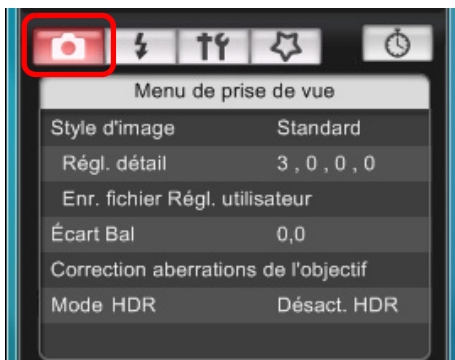 Menu de prise de vue
Style d'image Standard
Régl. détail 3 , 0 , 0 , 0
Enr. fichier Régl. utilisateur
Écart Bal 0,0
Correction aberrations de l'objectif
Mode HDR Désact. HDR